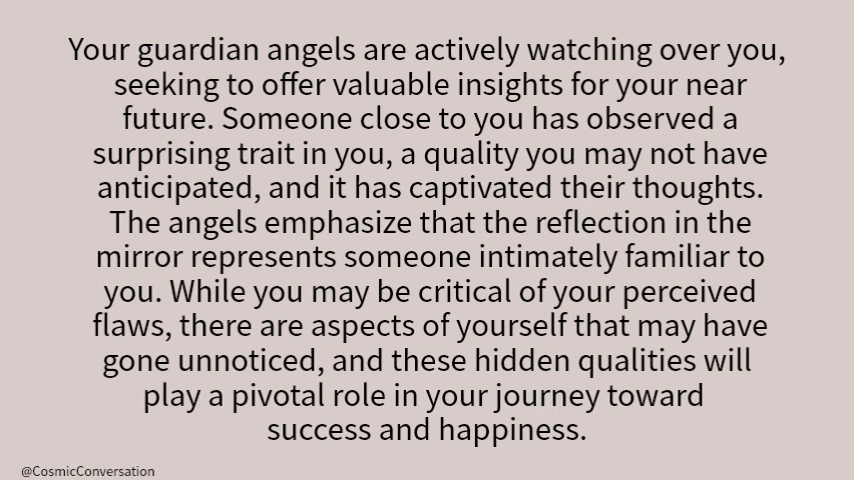 Your guardian angels are actively watching over you,
seeking to offer valuable insights for your near
future. Someone close to you has observed a
surprising trait in you, a quality you may not have
anticipated, and it has captivated their thoughts.
The angels emphasize that the reflection in the
mirror represents someone intimately familiar to
you. While you may be critical of your perceived
flaws, there are aspects of yourself that may have
gone unnoticed, and these hidden qualities will
play a pivotal role in your journey toward
success and happiness.
@CosmicConversation